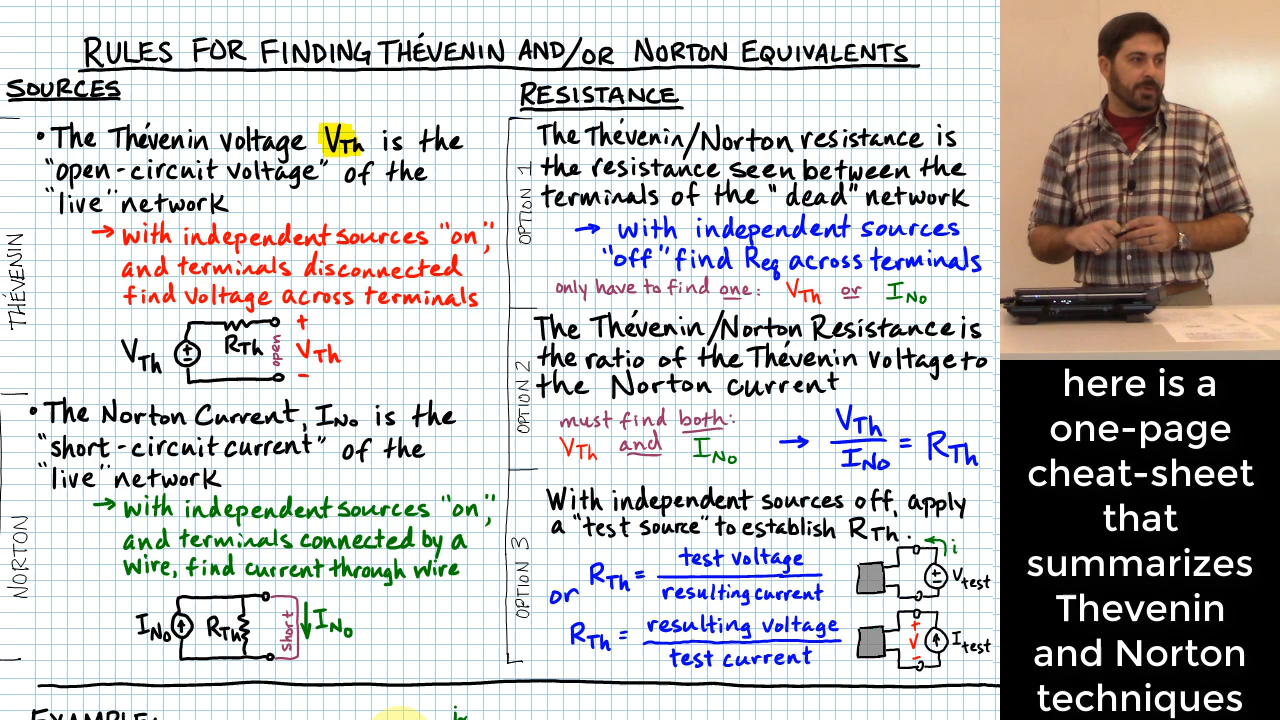 RULES FOR FINDING THÉVENIN AND/OR NORTON EQUIVALENTS
SOURCES
THÉVENIN
• The Thévenin voltage VTh is the
"open-circuit voltage" of the
"live" network
→ with independent sources "on",
and terminals disconnected
find voltage across terminals
VTh
RTh
open
+
VTh
-
NORTON
• The Norton Current, INo is the
"short-circuit current" of the
"live" network
→ with independent sources "on",
and terminals connected by a
wire, find current through wire
INo
RTh
short
INo
RESISTANCE
OPTION 1
The Thévenin/Norton resistance is
the resistance seen between the
terminals of the "dead" network
→ with independent sources
"off" find Req across terminals
only have to find one: VTh or INo
OPTION 2
The Thévenin/Norton Resistance is
the ratio of the Thévenin voltage to
the Norton current
must find both:
VTh and INo
→ VTh/INo = RTh
OPTION 3
With independent sources off, apply
a "test source" to establish RTh.
RTh = test voltage
resulting current
or
RTh = resulting voltage
test current
i
Vtest
+
V
-
Itest
EXAMPLE:
here is a
one-page
cheat-sheet
that
summarizes
Thevenin
and Norton
techniques